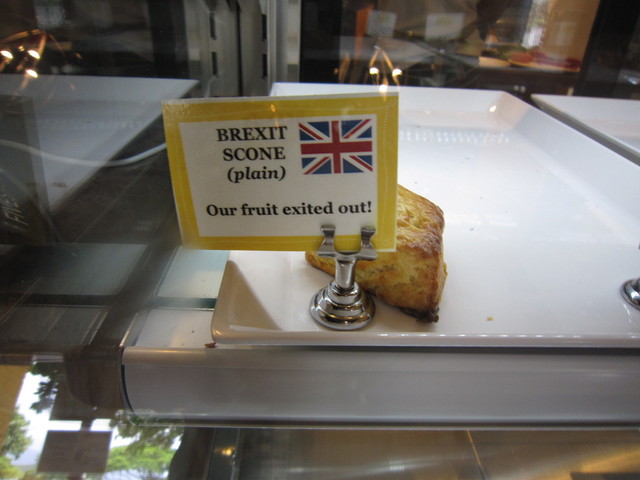 BREXIT
SCONE
(plain)
Our fruit exited out!